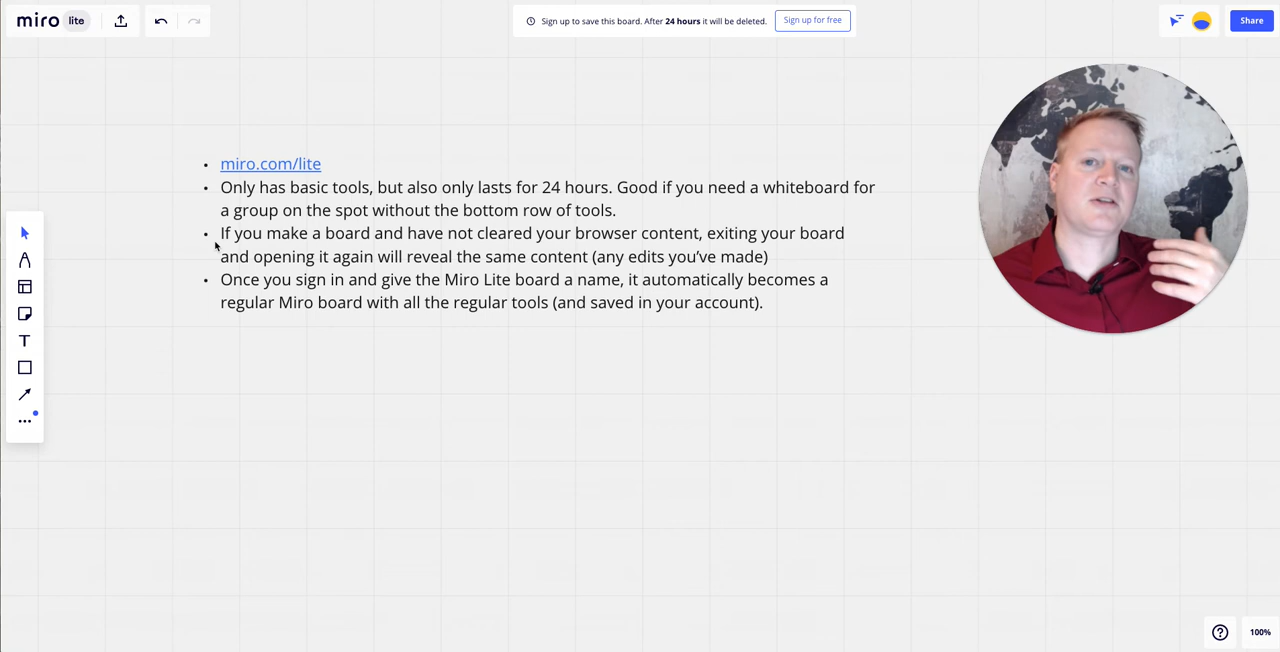 miro lite
Sign up to save this board. After 24 hours it will be deleted.
Sign up for free
Share
• miro.com/lite
• Only has basic tools, but also only lasts for 24 hours. Good if you need a whiteboard for
a group on the spot without the bottom row of tools.
• If you make a board and have not cleared your browser content, exiting your board
and opening it again will reveal the same content (any edits you’ve made)
• Once you sign in and give the Miro Lite board a name, it automatically becomes a
regular Miro board with all the regular tools (and saved in your account).
T
100%